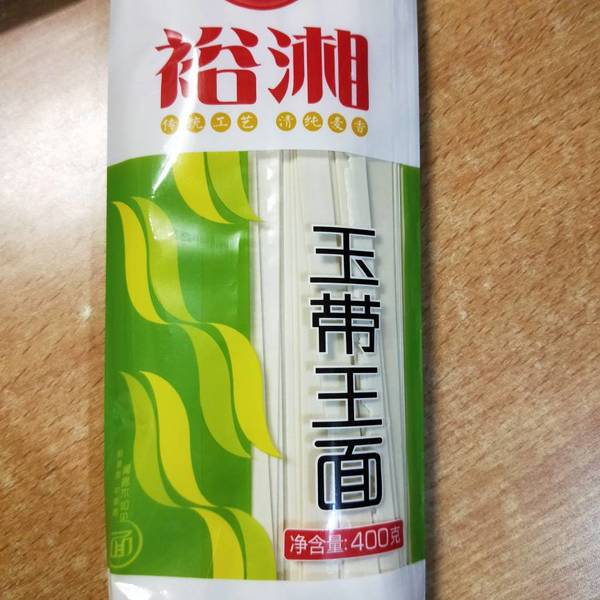 裕湘
传统工艺 清纯麦香
玉带王面
净含量:400克
面